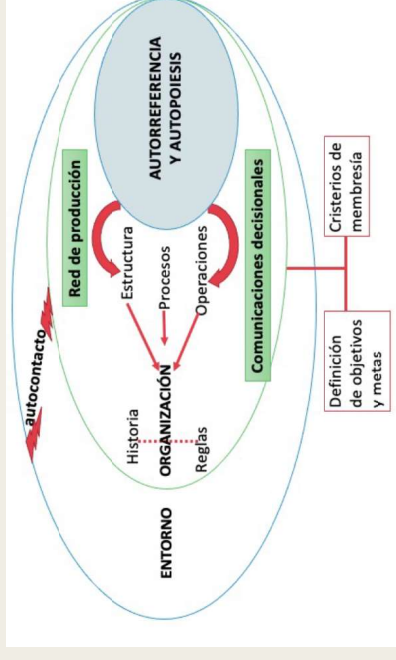 autocontacto
Red de producción
AUTORREFERENCIA
Y AUTOPOIESIS
Estructura
Procesos
Operaciones
Historia
ENTORNO
ORGANIZACIÓN
Reglas
Comunicaciones decisionales
Definición
de objetivos
y metas
Cristerios de
membresía